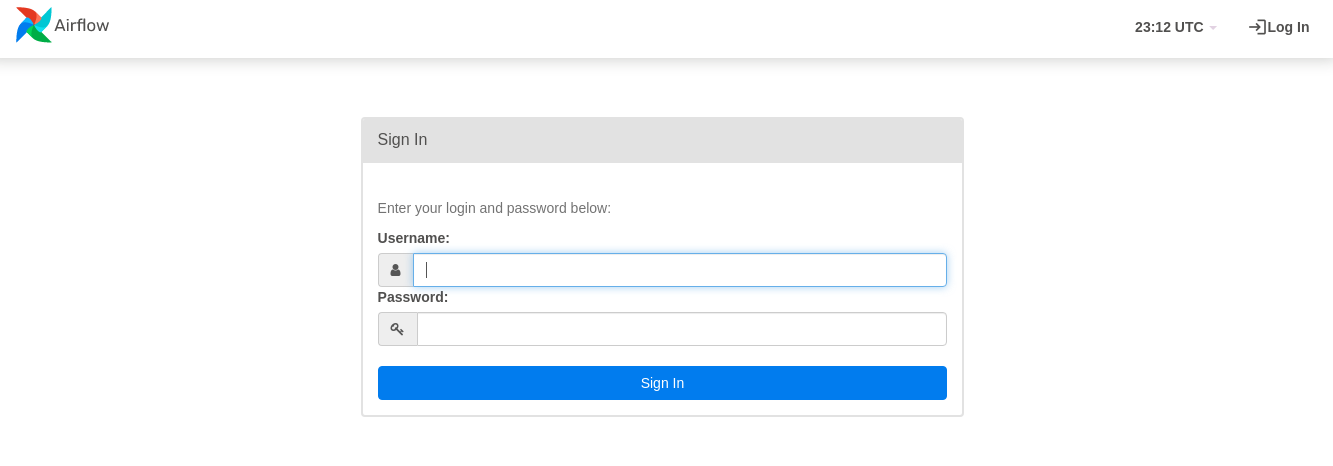 Airflow
23:12 UTC
Log In
Sign In
Enter your login and password below:
Username:
Password:
Sign In